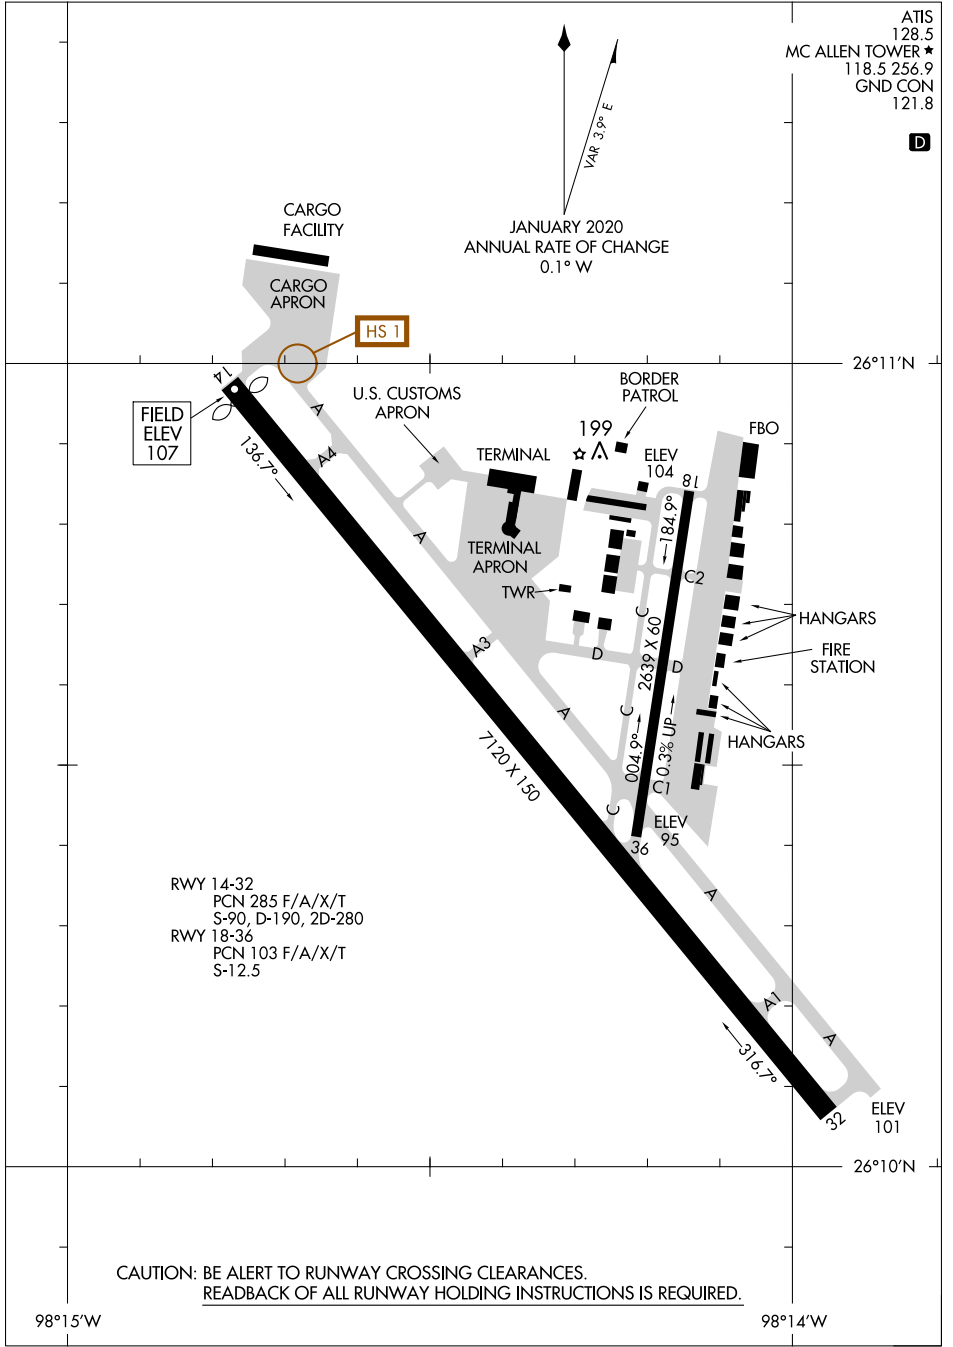 ATIS
128.5
MC ALLEN TOWER ★
118.5 256.9
GND CON
121.8
D
VAR 3.9° E
JANUARY 2020
ANNUAL RATE OF CHANGE
0.1° W
CARGO
FACILITY
CARGO
APRON
HS 1
26°11'N
14
FIELD
ELEV
107
136.7°
U.S. CUSTOMS
APRON
BORDER
PATROL
199
FBO
TERMINAL
ELEV
104
18
A
A4
A
184.9°
TERMINAL
APRON
TWR
C2
C
HANGARS
2639 X 60
FIRE
STATION
A3
D
D
A
C
004.9°
0.3% UP
HANGARS
7120 X 150
C1
C
ELEV
95
36
RWY 14-32
PCN 285 F/A/X/T
S-90, D-190, 2D-280
RWY 18-36
PCN 103 F/A/X/T
S-12.5
A
A1
A
316.7°
32
ELEV
101
26°10'N
CAUTION: BE ALERT TO RUNWAY CROSSING CLEARANCES.
READBACK OF ALL RUNWAY HOLDING INSTRUCTIONS IS REQUIRED.
98°15'W
98°14'W